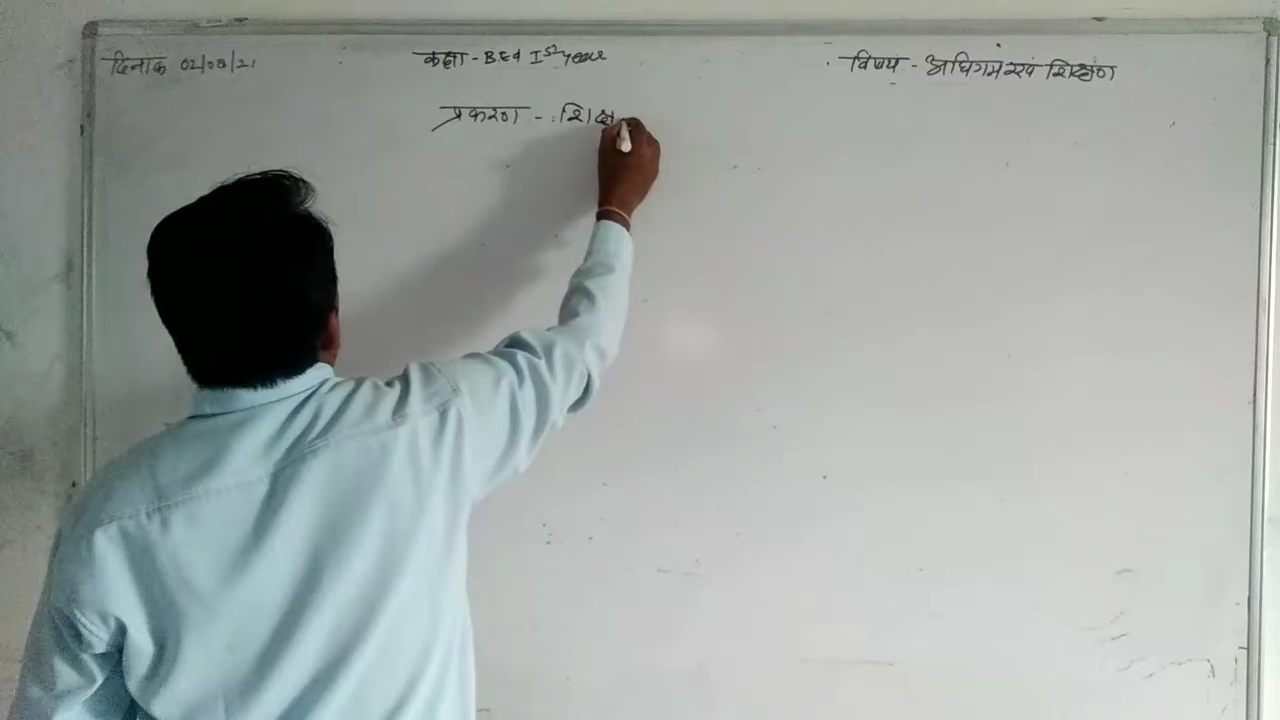 दिनाक 02/08/21 कक्षा - B.Ed Ist year विषय - अधिगम एवं शिक्षण
प्रकरण - शिक्ष